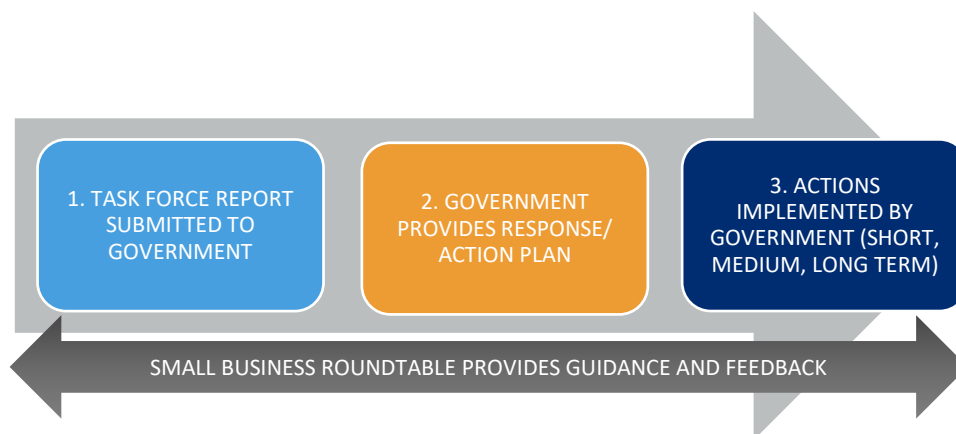 1. TASK FORCE REPORT
SUBMITTED TO
GOVERNMENT
2. GOVERNMENT
PROVIDES RESPONSE/
ACTION PLAN
3. ACTIONS
IMPLEMENTED BY
GOVERNMENT (SHORT,
MEDIUM, LONG TERM)
SMALL BUSINESS ROUNDTABLE PROVIDES GUIDANCE AND FEEDBACK